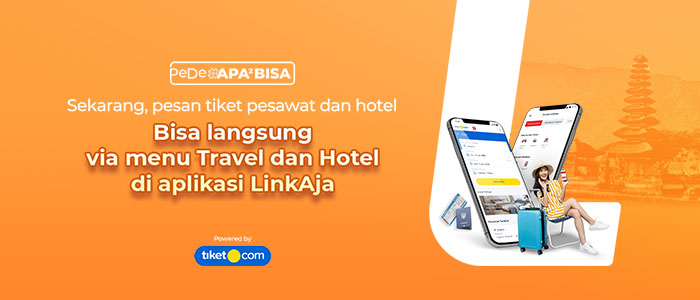 PeDe#APA²BISA
Sekarang, pesan tiket pesawat dan hotel
Bisa langsung
via menu Travel dan Hotel
di aplikasi LinkAja
Powered by
tiket.com